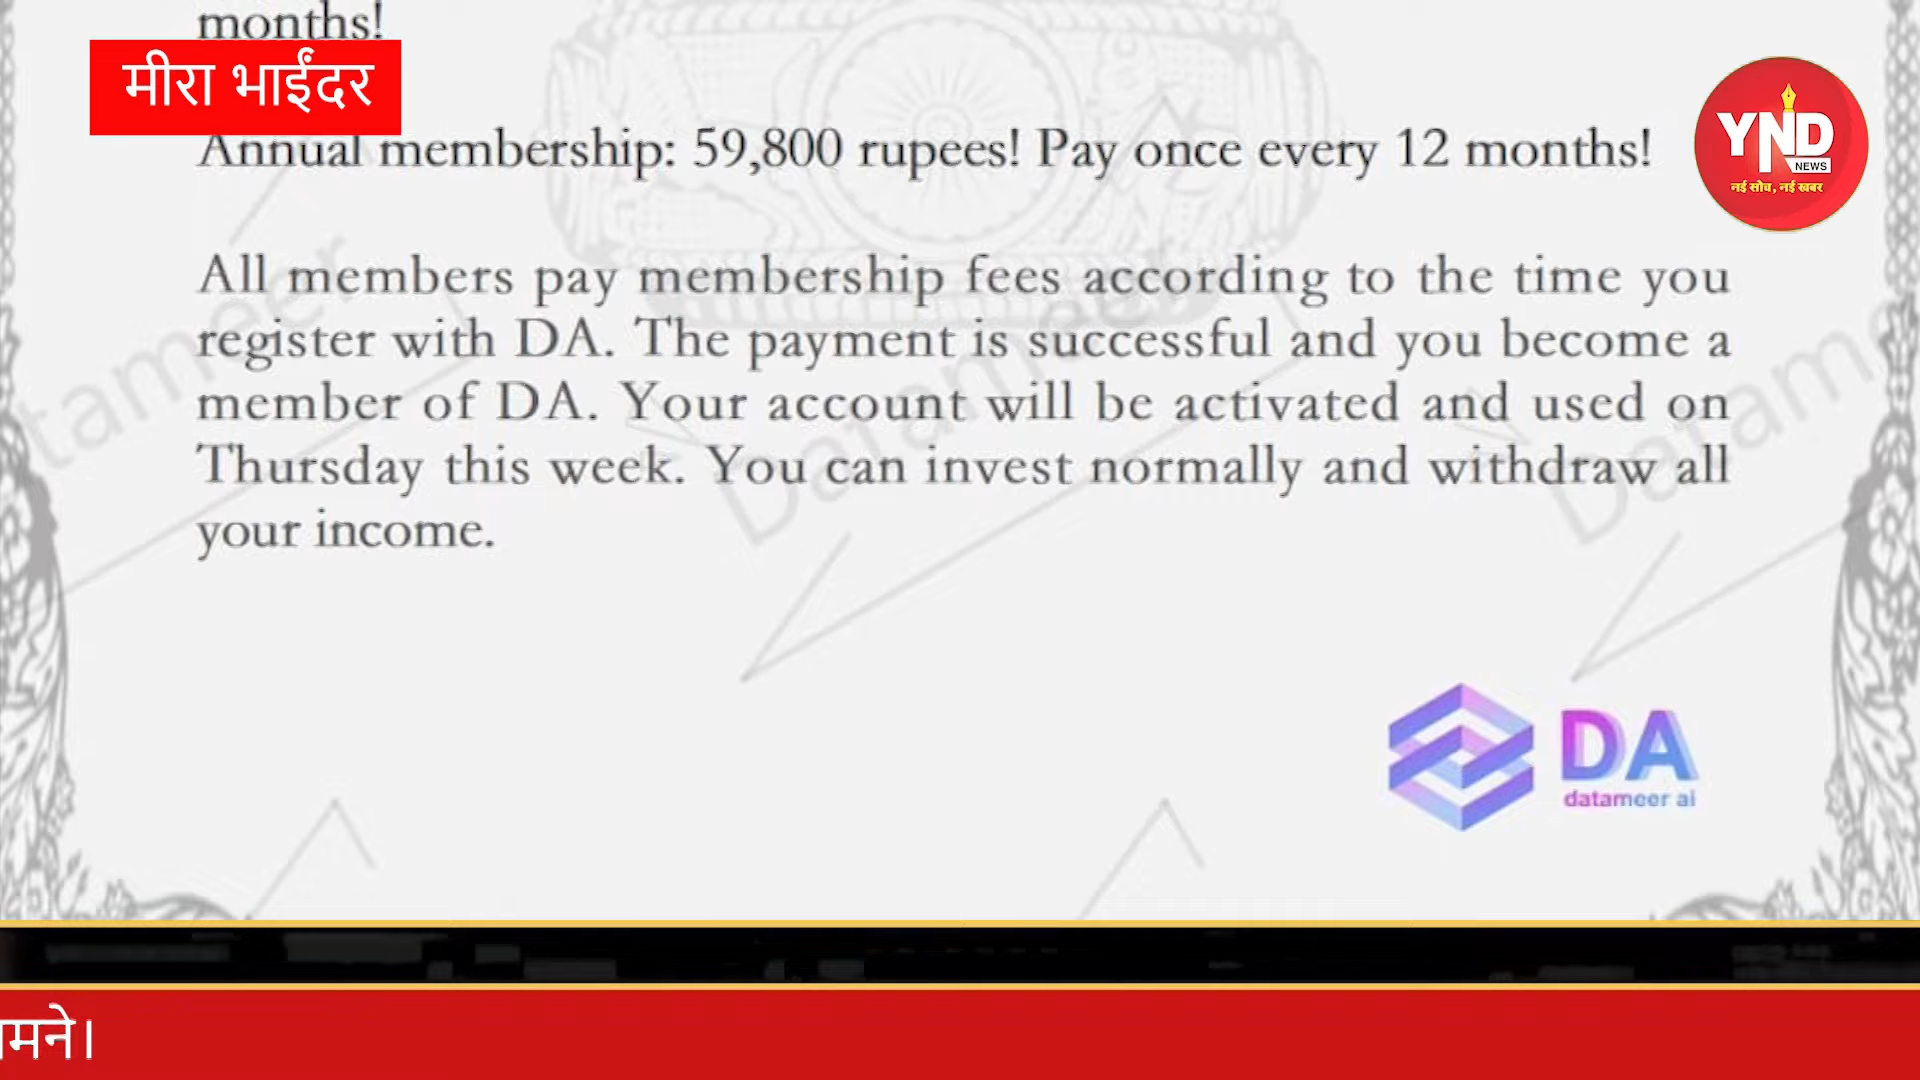 months!
मीरा भाईंदर
Annual membership: 59,800 rupees! Pay once every 12 months!
YND
NEWS
नई सोच, नई खबर
All members pay membership fees according to the time you
register with DA. The payment is successful and you become a
member of DA. Your account will be activated and used on
Thursday this week. You can invest normally and withdraw all
your income.
Datameer
Datameer
DA
datameer ai